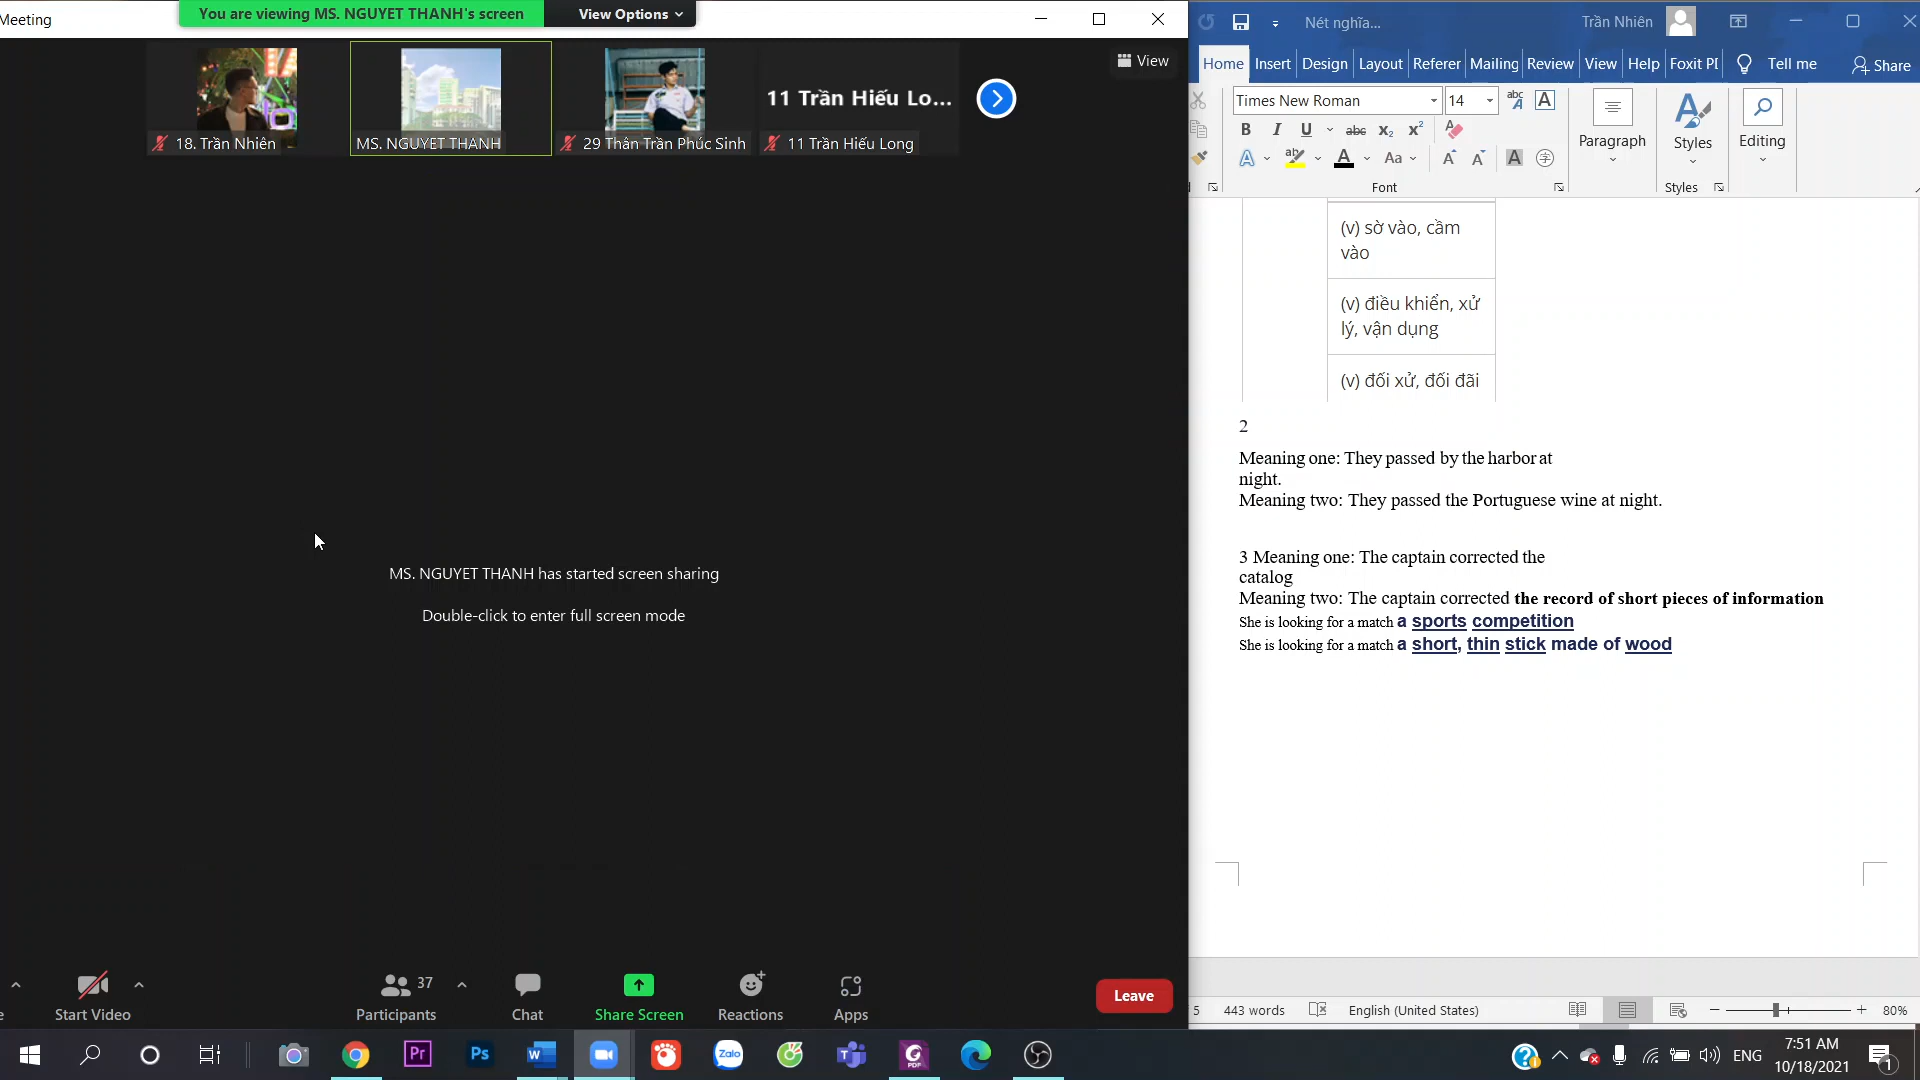 Meeting
You are viewing MS. NGUYET THANH's screen
View Options
View
11 Trần Hiếu Lo...
18. Trần Nhiên
MS. NGUYET THANH
29 Thân Trần Phúc Sinh
11 Trần Hiếu Long
MS. NGUYET THANH has started screen sharing
Double-click to enter full screen mode
Start Video
37
Participants
Chat
Share Screen
Reactions
Apps
Leave
Nét nghĩa...
Trần Nhiên
Home
Insert
Design
Layout
Referer
Mailing
Review
View
Help
Foxit PI
Tell me
Share
Times New Roman
14
Paragraph
Styles
Editing
Font
Styles
(v) sờ vào, cầm
vào
(v) điều khiển, xử
lý, vận dụng
(v) đối xử, đối đãi
2
Meaning one: They passed by the harbor at
night.
Meaning two: They passed the Portuguese wine at night.
3 Meaning one: The captain corrected the
catalog
Meaning two: The captain corrected the record of short pieces of information
She is looking for a match a sports competition
She is looking for a match a short, thin stick made of wood
5
443 words
English (United States)
80%
Pr
Ps
Zalo
PDF
ENG
7:51 AM
10/18/2021
1